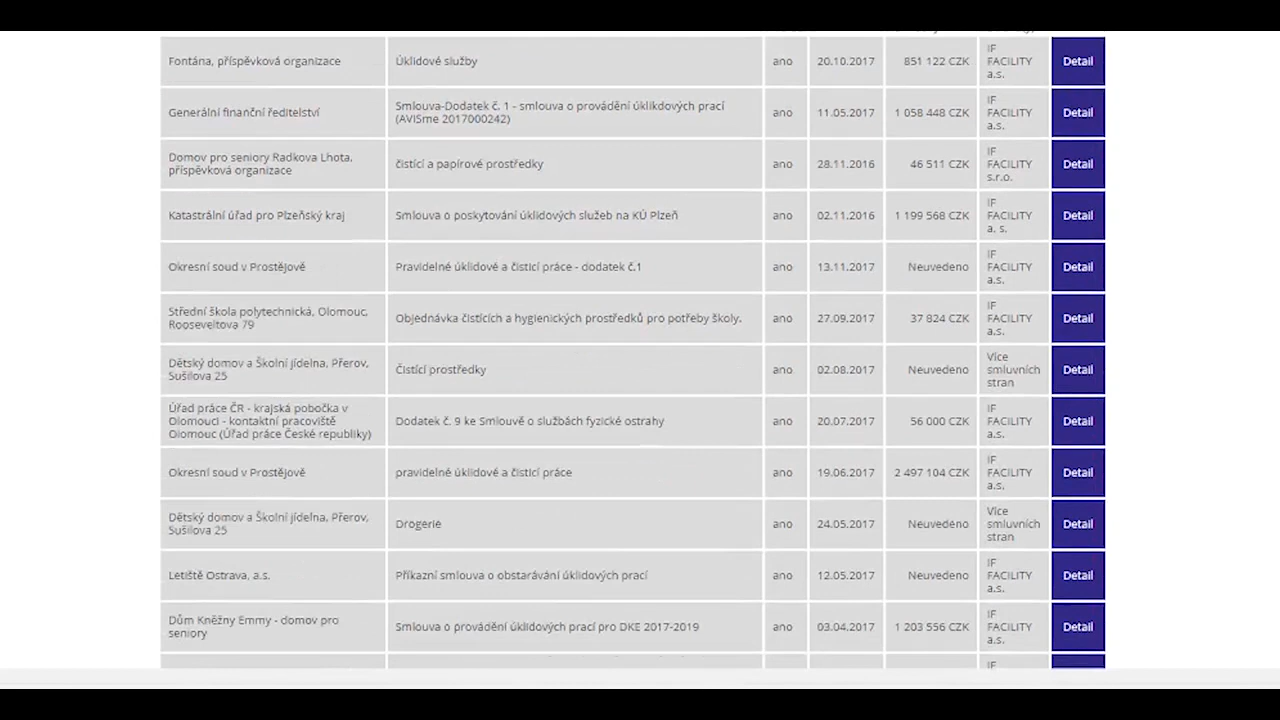 Fontána, příspěvková organizace
Úklidové služby
ano
20.10.2017
851 122 CZK
IF
FACILITY
a.s.
Detail
Generální finanční ředitelství
Smlouva-Dodatek č. 1 - smlouva o provádění úklikdových prací
(AVISme 2017000242)
ano
11.05.2017
1 058 448 CZK
IF
FACILITY
a.s.
Detail
Domov pro seniory Radkova Lhota,
příspěvková organizace
čistící a papírové prostředky
ano
28.11.2016
46 511 CZK
IF
FACILITY
s.r.o.
Detail
Katastrální úřad pro Plzeňský kraj
Smlouva o poskytování úklidových služeb na KÚ Plzeň
ano
02.11.2016
1 199 568 CZK
IF
FACILITY
a. s.
Detail
Okresní soud v Prostějově
Pravidelné úklidové a čisticí práce - dodatek č.1
ano
13.11.2017
Neuvedeno
IF
FACILITY
a.s.
Detail
Střední škola polytechnická, Olomouc,
Rooseveltova 79
Objednávka čistících a hygienických prostředků pro potřeby školy.
ano
27.09.2017
37 824 CZK
IF
FACILITY
a.s.
Detail
Dětský domov a Školní jídelna, Přerov,
Sušilova 25
Čistící prostředky
ano
02.08.2017
Neuvedeno
Více
smluvních
stran
Detail
Úřad práce ČR - krajská pobočka v
Olomouci - kontaktní pracoviště
Olomouc (Úřad práce České republiky)
Dodatek č. 9 ke Smlouvě o službách fyzické ostrahy
ano
20.07.2017
56 000 CZK
IF
FACILITY
a.s.
Detail
Okresní soud v Prostějově
pravidelné úklidové a čisticí práce
ano
19.06.2017
2 497 104 CZK
IF
FACILITY
a.s.
Detail
Dětský domov a Školní jídelna, Přerov,
Sušilova 25
Drogerie
ano
24.05.2017
Neuvedeno
Více
smluvních
stran
Detail
Letiště Ostrava, a.s.
Příkazní smlouva o obstarávání úklidových prací
ano
12.05.2017
Neuvedeno
IF
FACILITY
a.s.
Detail
Dům Kněžny Emmy - domov pro
seniory
Smlouva o provádění úklidových prací pro DKE 2017-2019
ano
03.04.2017
1 203 556 CZK
IF
FACILITY
a.s.
Detail
IF